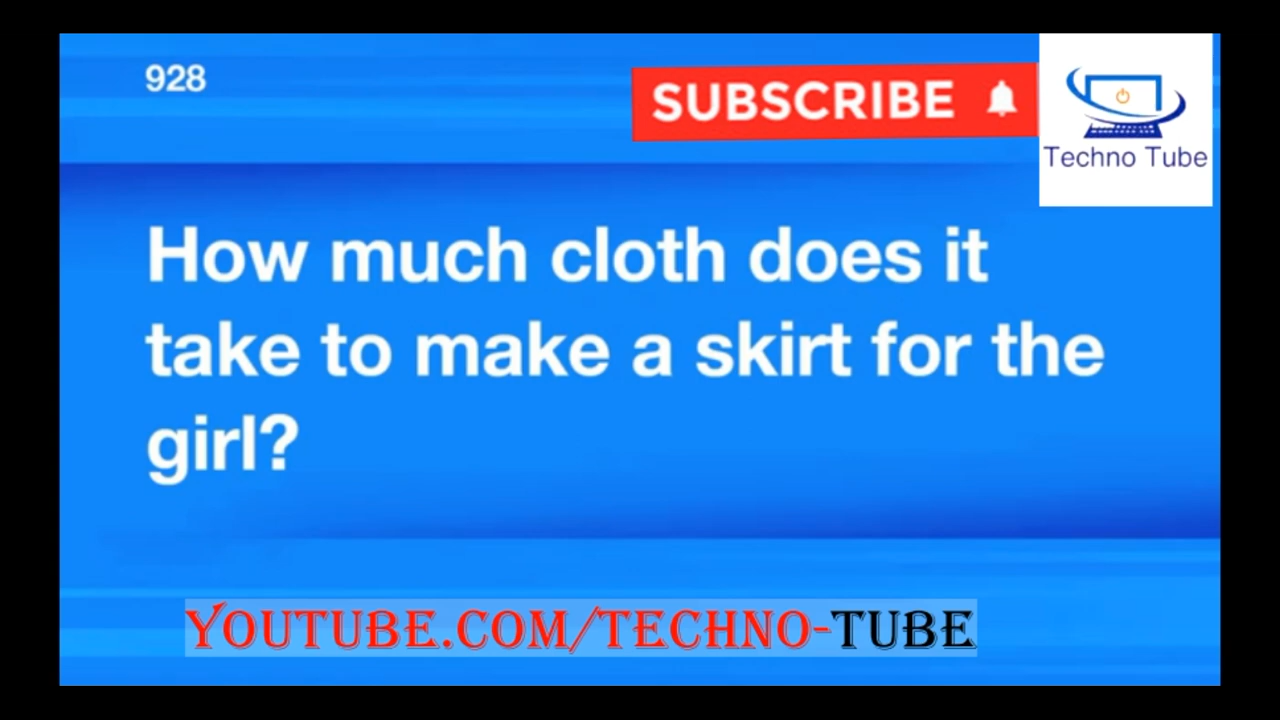 928
SUBSCRIBE
Techno Tube
How much cloth does it
take to make a skirt for the
girl?
YOUTUBE.COM/TECHNO-TUBE